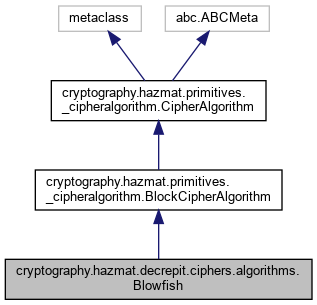 metaclass
abc.ABCMeta
cryptography.hazmat.primitives.
_cipheralgorithm.CipherAlgorithm
cryptography.hazmat.primitives.
_cipheralgorithm.BlockCipherAlgorithm
cryptography.hazmat.decrepit.ciphers.algorithms.
Blowfish